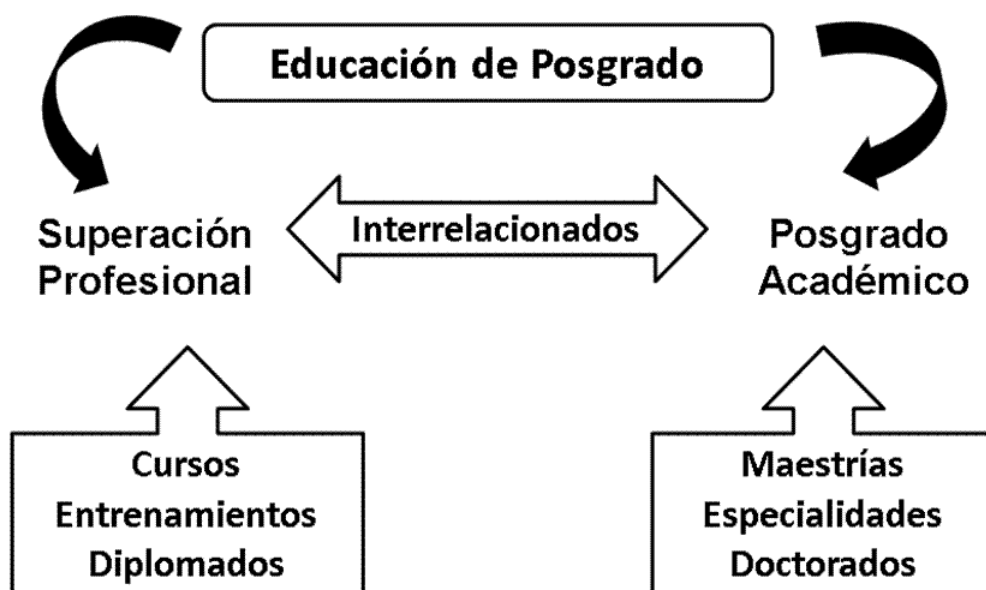 Educación de Posgrado
Superación
Profesional
Interrelacionados
Posgrado
Académico
Cursos
Entrenamientos
Diplomados
Maestrías
Especialidades
Doctorados